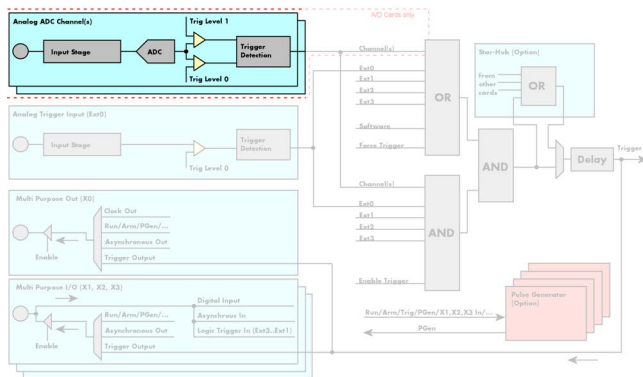 Analog ADC Channel(s)
Trig Level 1
A/D Cards only
Input Stage
ADC
Trigger
Detection
Trig Level 0
Channel(s)
Ext0
Ext1
Ext2
Ext3
Software
Force Trigger
OR
Star-Hub (Option)
from
other
cards
OR
Analog Trigger Input (Ext0)
Input Stage
Trigger
Detection
Trig Level 0
AND
Delay
Trigger
Channel(s)
Ext0
Ext1
Ext2
Ext3
Enable Trigger
AND
Multi Purpose Out (X0)
Clock Out
Run/Arm/PGen/...
Asynchronous Out
Trigger Output
Enable
Multi Purpose I/O (X1, X2, X3)
Digital Input
Asynchronous In
Logic Trigger In (Ext3..Ext1)
Run/Arm/PGen/...
Asynchronous Out
Trigger Output
Enable
Run/Arm/Trig/PGen/X1,X2,X3 In/...
PGen
Pulse Generator
(Option)